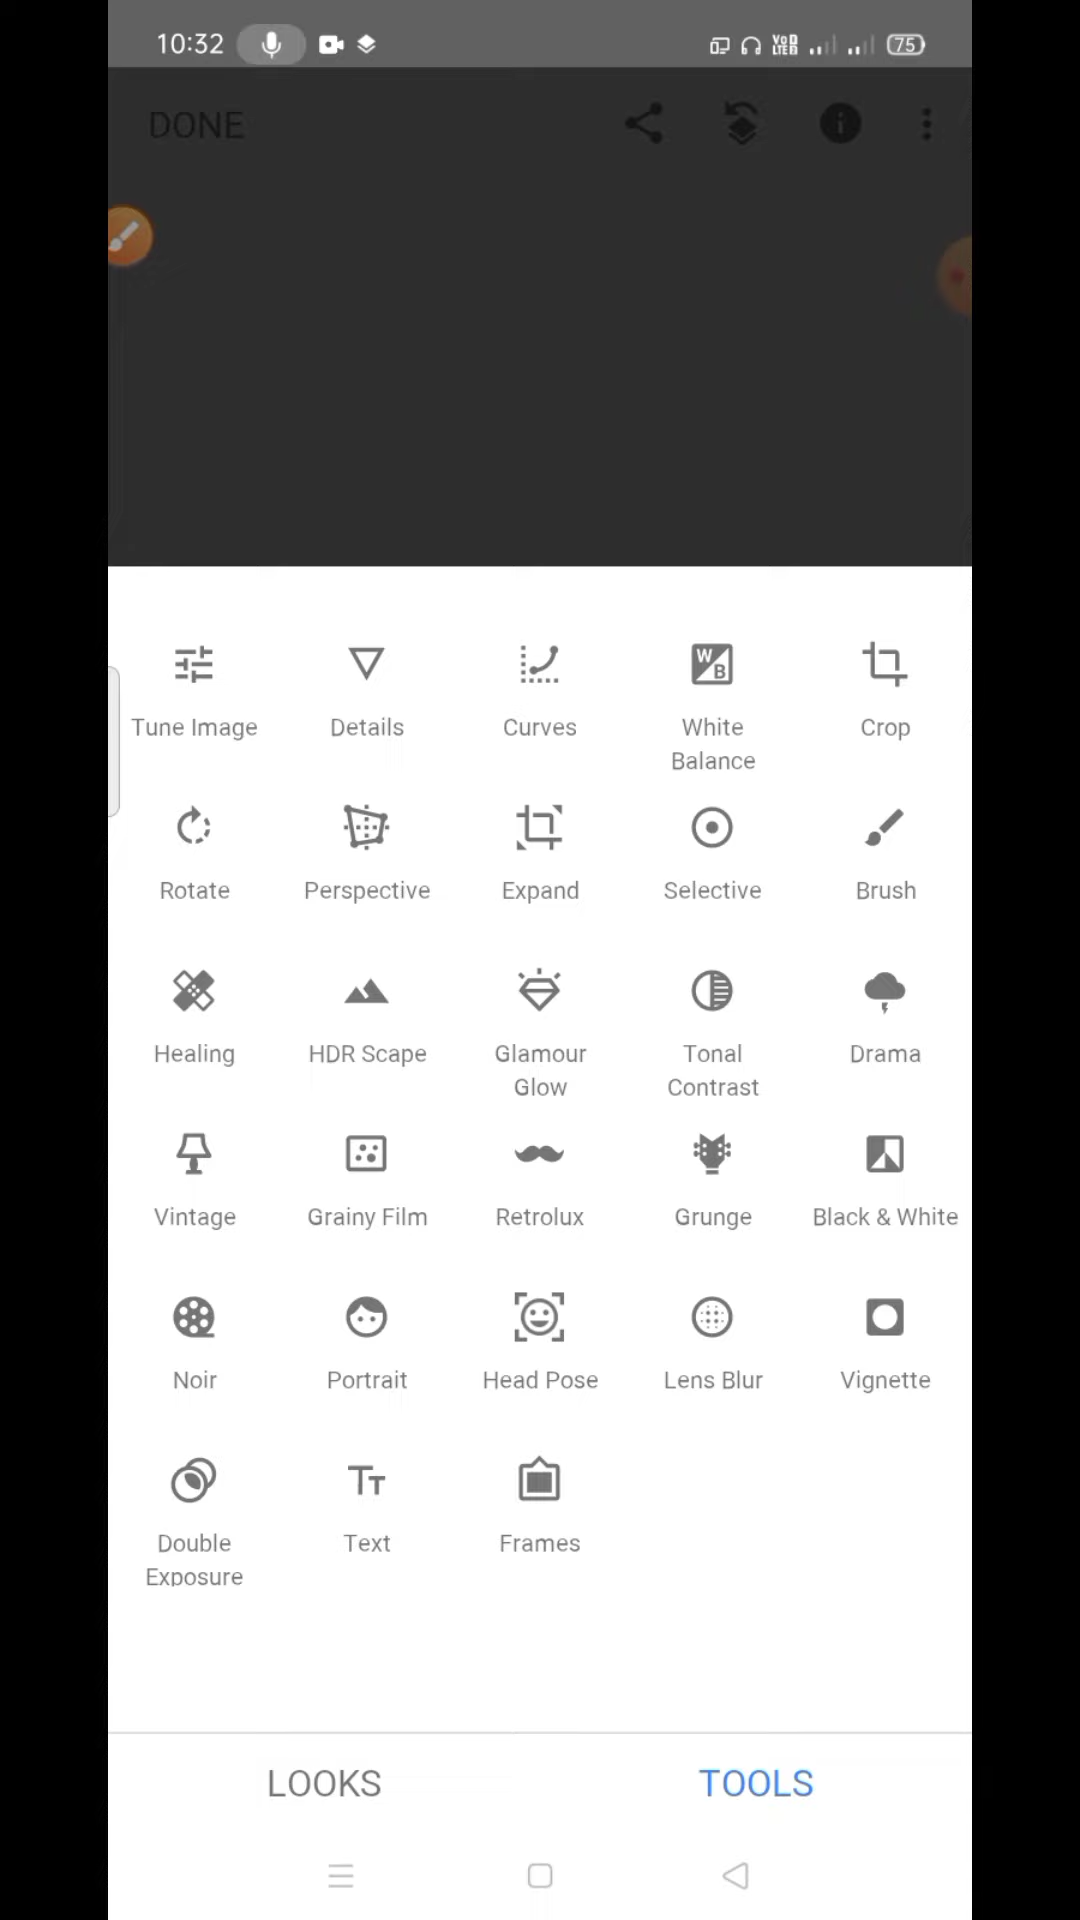 10:32 VoD LTE 75
DONE
Tune Image Details Curves White Balance Crop
Rotate Perspective Expand Selective Brush
Healing HDR Scape Glamour Glow Tonal Contrast Drama
Vintage Grainy Film Retrolux Grunge Black & White
Noir Portrait Head Pose Lens Blur Vignette
Double Exposure Text Frames
LOOKS TOOLS